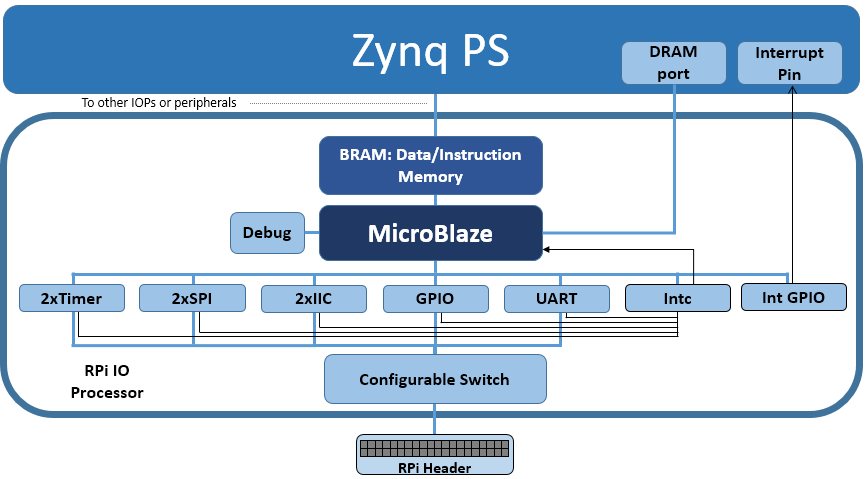 Zynq PS
DRAM
port
Interrupt
Pin
To other IOPs or peripherals
BRAM: Data/Instruction
Memory
Debug
MicroBlaze
2xTimer
2xSPI
2xIIC
GPIO
UART
Intc
Int GPIO
RPi IO
Processor
Configurable Switch
RPi Header